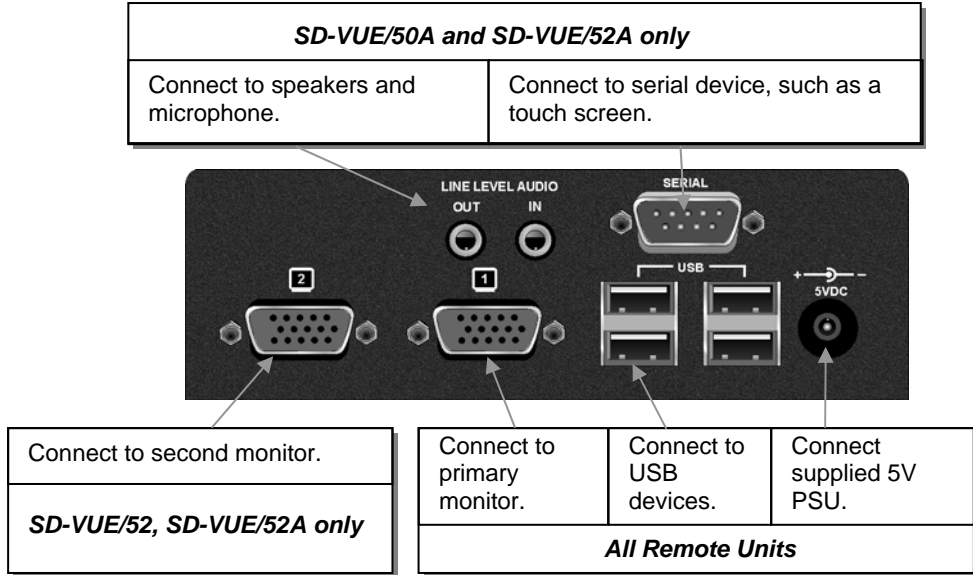 SD-VUE/50A and SD-VUE/52A only
Connect to speakers and
microphone.
Connect to serial device, such as a
touch screen.
LINE LEVEL AUDIO
OUT
IN
SERIAL
USB
+ –
5VDC
2
1
Connect to second monitor.
SD-VUE/52, SD-VUE/52A only
Connect to
primary
monitor.
Connect to
USB
devices.
Connect
supplied 5V
PSU.
All Remote Units